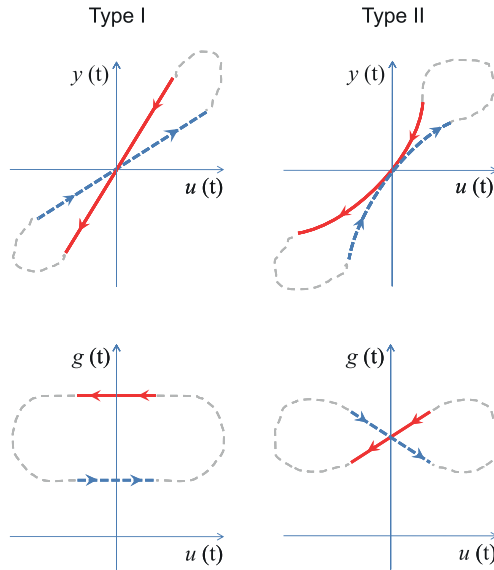 Type I
Type II
y (t)
y (t)
u (t)
u (t)
g (t)
g (t)
u (t)
u (t)